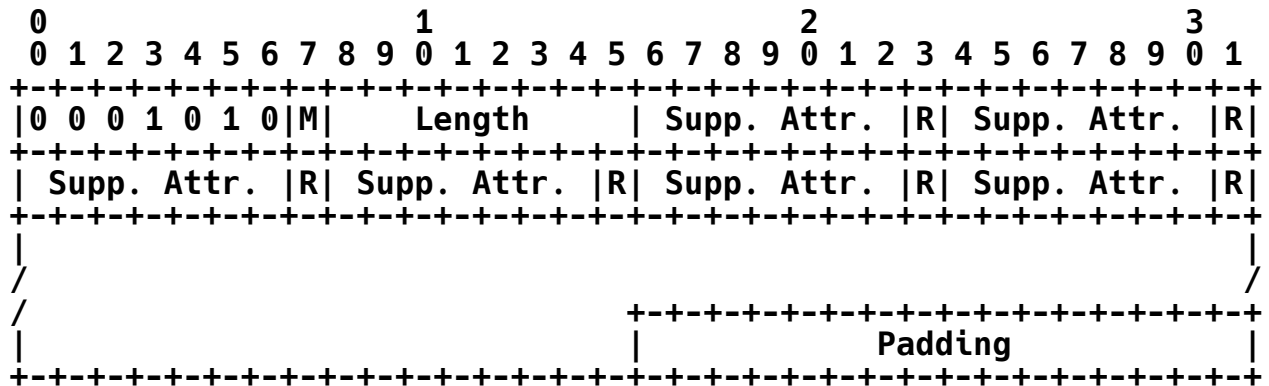 0                   1                   2                   3
 0 1 2 3 4 5 6 7 8 9 0 1 2 3 4 5 6 7 8 9 0 1 2 3 4 5 6 7 8 9 0 1
+-+-+-+-+-+-+-+-+-+-+-+-+-+-+-+-+-+-+-+-+-+-+-+-+-+-+-+-+-+-+-+-+
|0 0 0 1 0 1 0|M|    Length     | Supp. Attr. |R| Supp. Attr. |R|
+-+-+-+-+-+-+-+-+-+-+-+-+-+-+-+-+-+-+-+-+-+-+-+-+-+-+-+-+-+-+-+-+
| Supp. Attr. |R| Supp. Attr. |R| Supp. Attr. |R| Supp. Attr. |R|
+-+-+-+-+-+-+-+-+-+-+-+-+-+-+-+-+-+-+-+-+-+-+-+-+-+-+-+-+-+-+-+-+
|                                                               |
/                                                               /
/                               +-+-+-+-+-+-+-+-+-+-+-+-+-+-+-+-+
|                               |            Padding            |
+-+-+-+-+-+-+-+-+-+-+-+-+-+-+-+-+-+-+-+-+-+-+-+-+-+-+-+-+-+-+-+-+